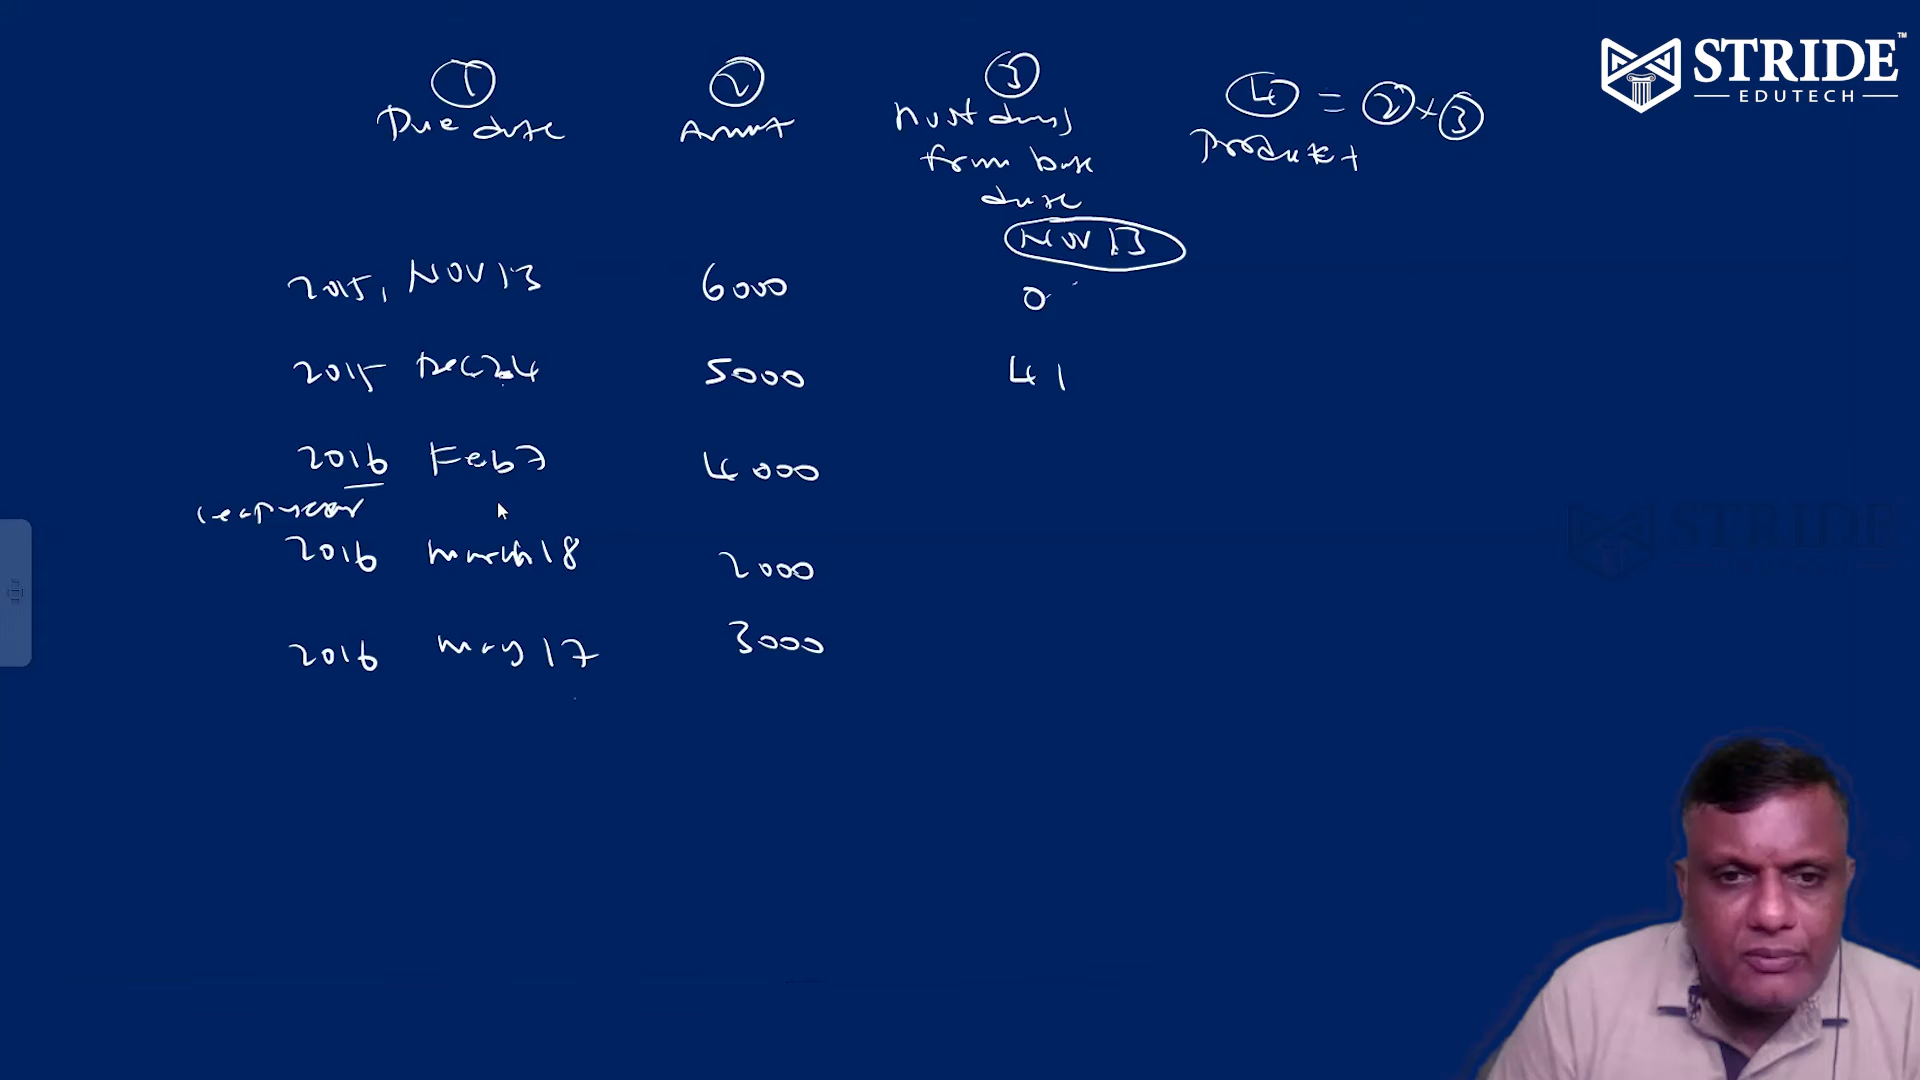 STRIDE™
EDUTECH
① ② ③ ④ = ② × ③
Due date Amount No of days Product
from base
date
Nov 13
2015, Nov 13 6000 0
2015 Dec 24 5000 41
2016 Feb 7 4000
leap year
2016 march 18 2000
2016 may 17 3000
STRIDE